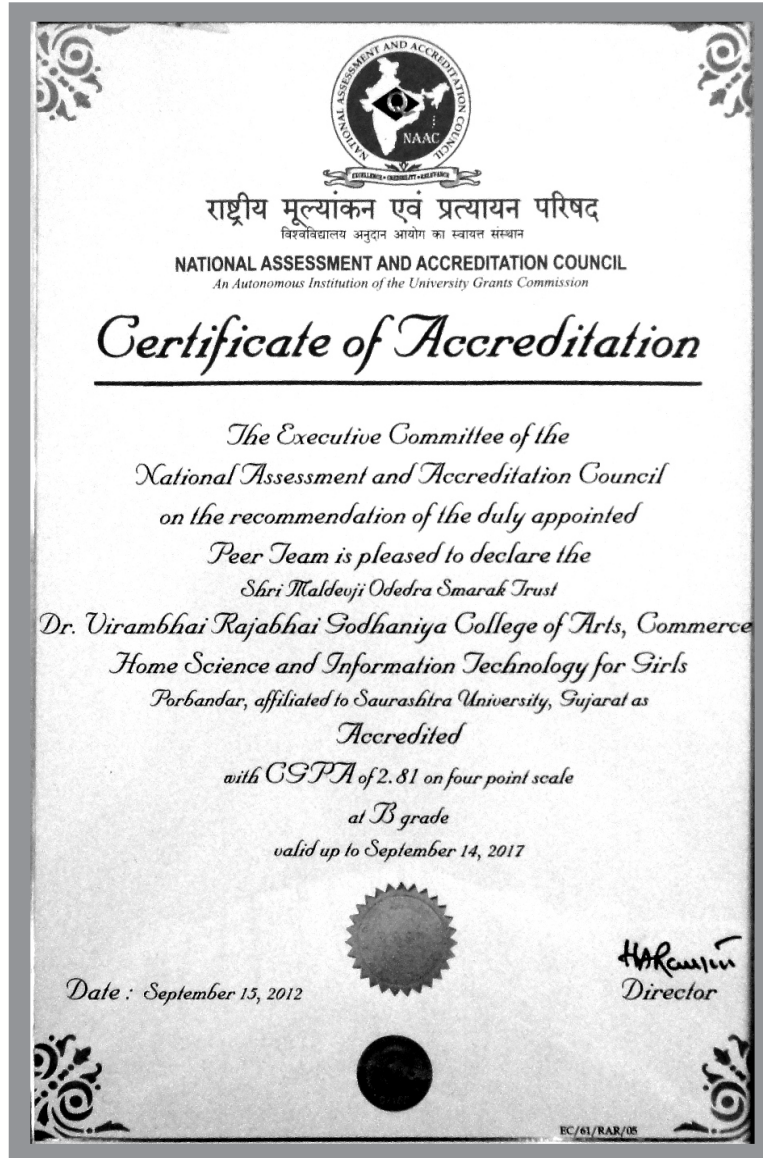 NATIONAL ASSESSMENT AND ACCREDITATION COUNCIL
NAAC
EXCELLENCE • CREDIBILITY • RELEVANCE
राष्ट्रीय मूल्यांकन एवं प्रत्यायन परिषद
विश्वविद्यालय अनुदान आयोग का स्वायत्त संस्थान
NATIONAL ASSESSMENT AND ACCREDITATION COUNCIL
An Autonomous Institution of the University Grants Commission
Certificate of Accreditation
The Executive Committee of the
National Assessment and Accreditation Council
on the recommendation of the duly appointed
Peer Team is pleased to declare the
Shri Maldevji Odedra Smarak Trust
Dr. Virambhai Rajabhai Godhaniya College of Arts, Commerce
Home Science and Information Technology for Girls
Porbandar, affiliated to Saurashtra University, Gujarat as
Accredited
with CGPA of 2.81 on four point scale
at B grade
valid up to September 14, 2017
Date : September 15, 2012
Director
EC/61/RAR/05